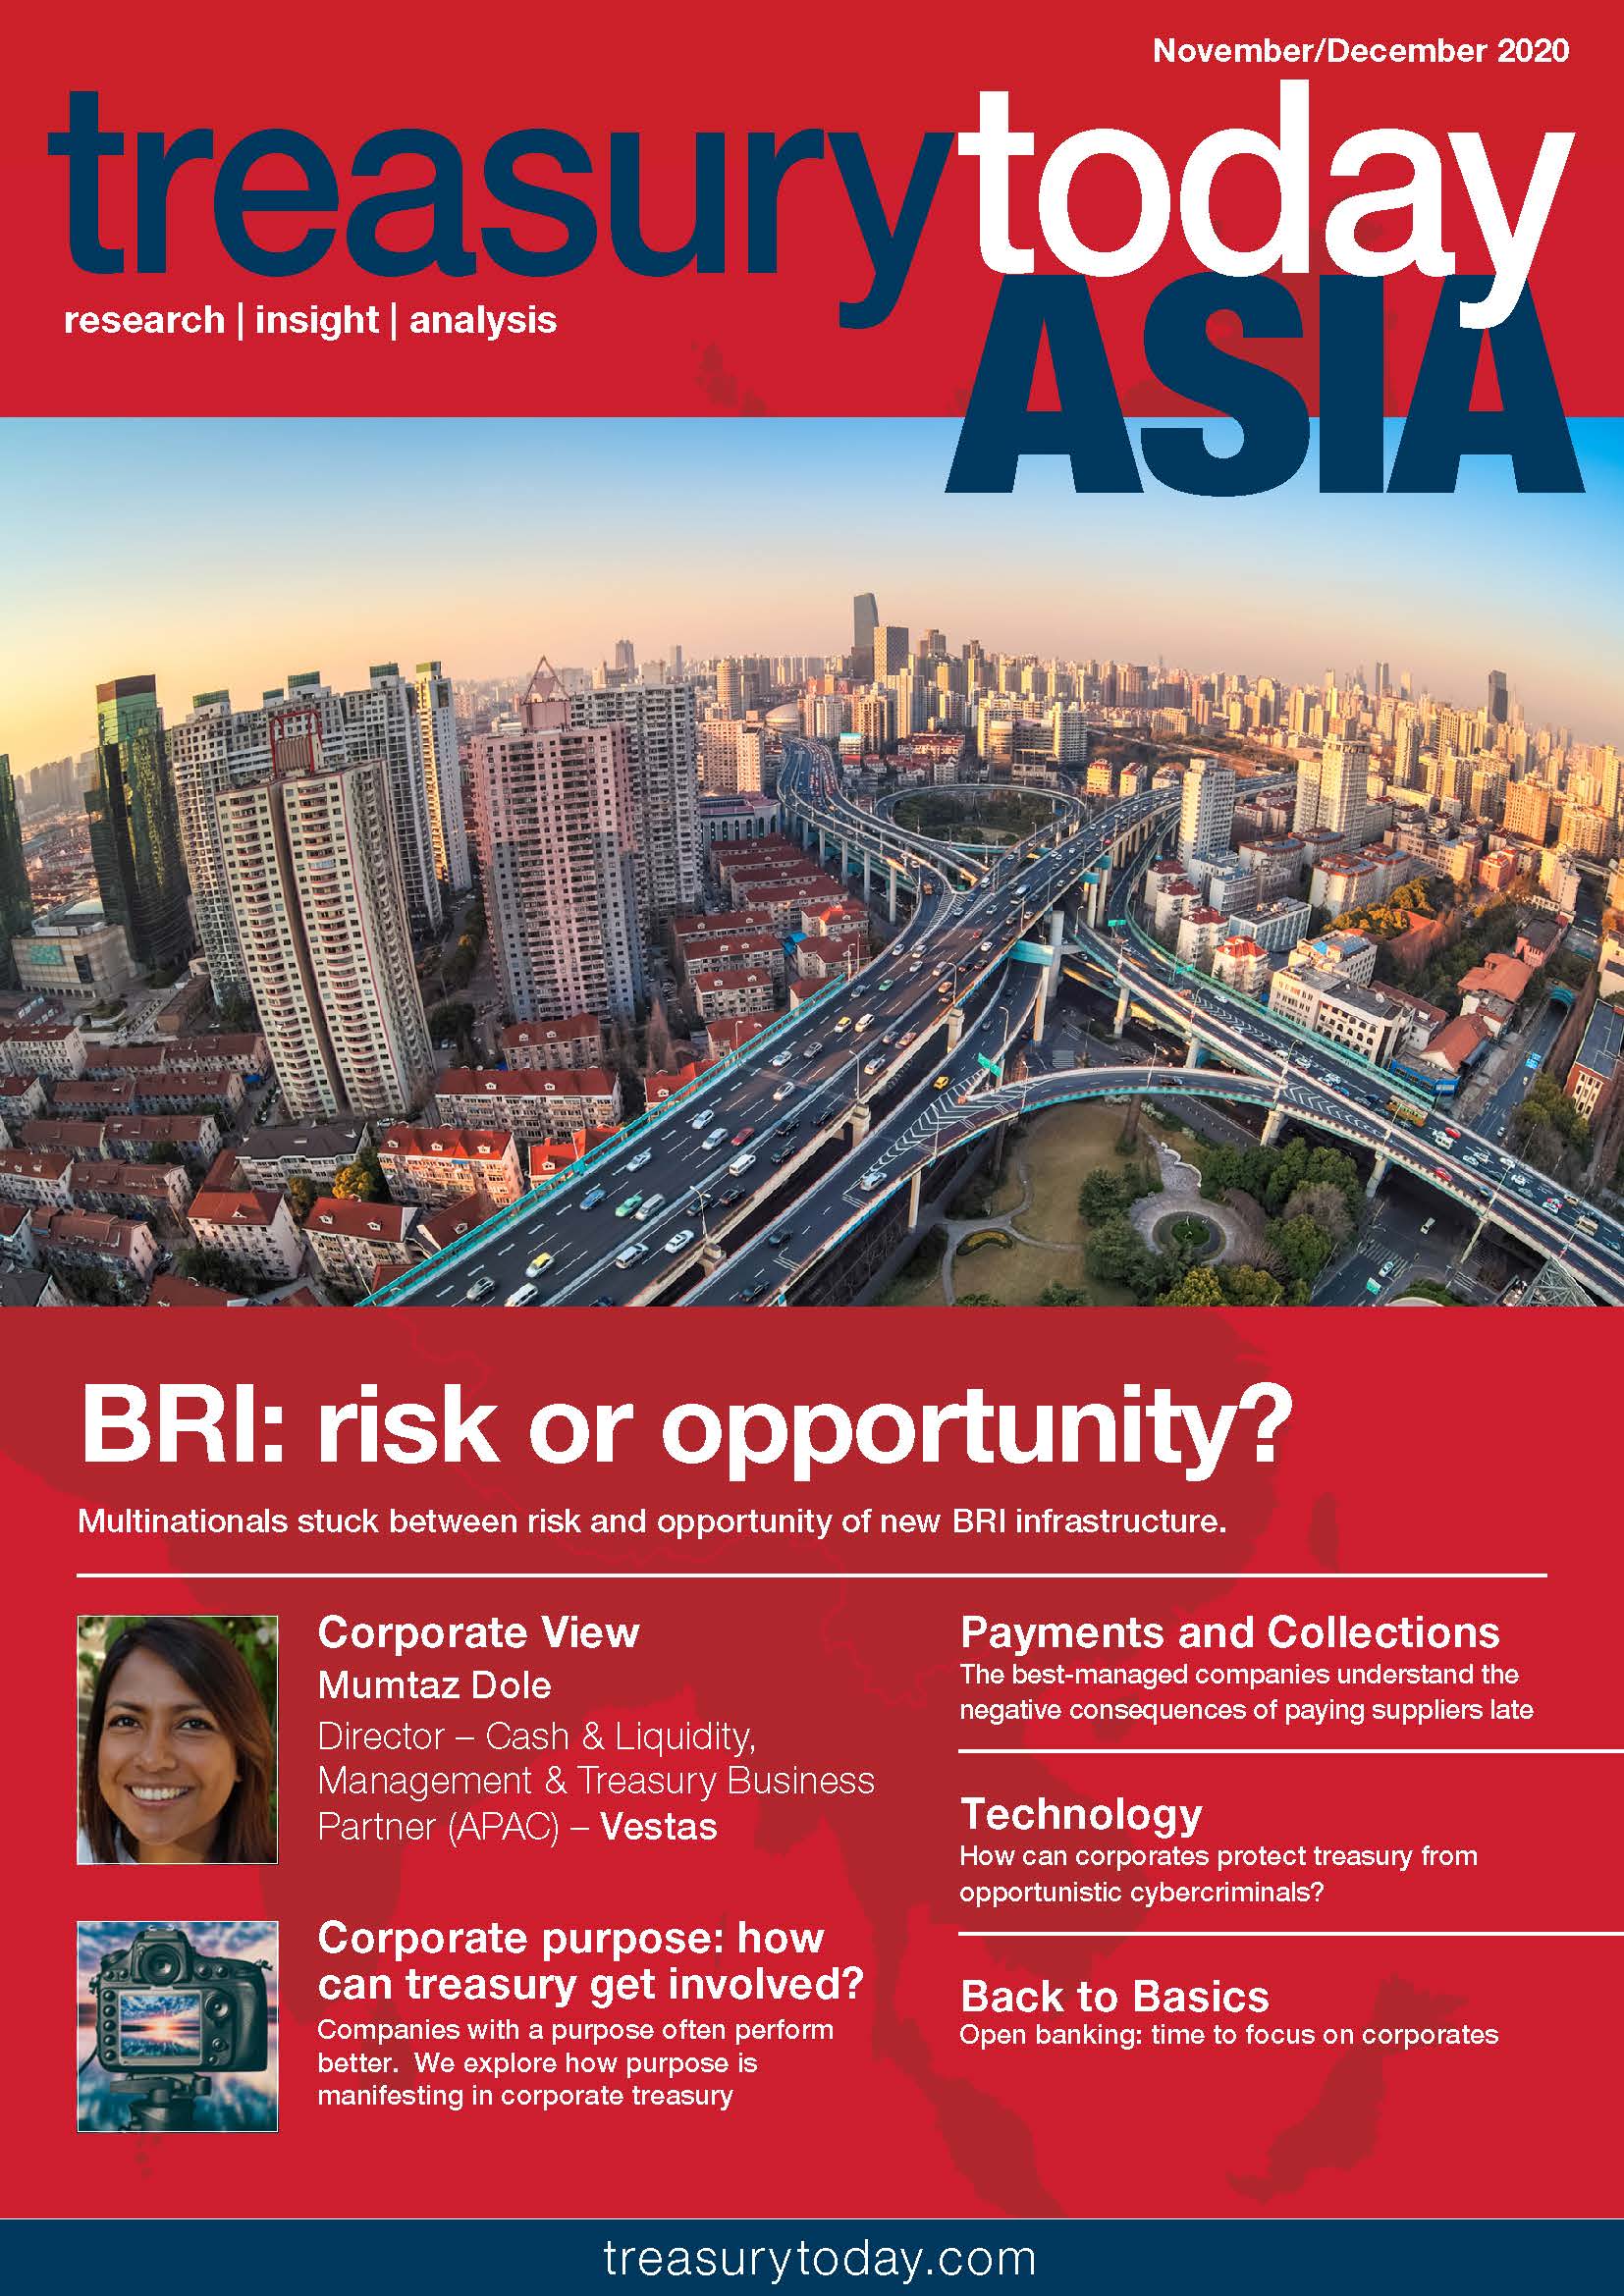 November/December 2020
treasurytoday
ASIA
research | insight | analysis
BRI: risk or opportunity?
Multinationals stuck between risk and opportunity of new BRI infrastructure.
Corporate View
Mumtaz Dole
Director – Cash & Liquidity,
Management & Treasury Business
Partner (APAC) – Vestas
Corporate purpose: how
can treasury get involved?
Companies with a purpose often perform
better. We explore how purpose is
manifesting in corporate treasury
Payments and Collections
The best-managed companies understand the
negative consequences of paying suppliers late
Technology
How can corporates protect treasury from
opportunistic cybercriminals?
Back to Basics
Open banking: time to focus on corporates
treasurytoday.com